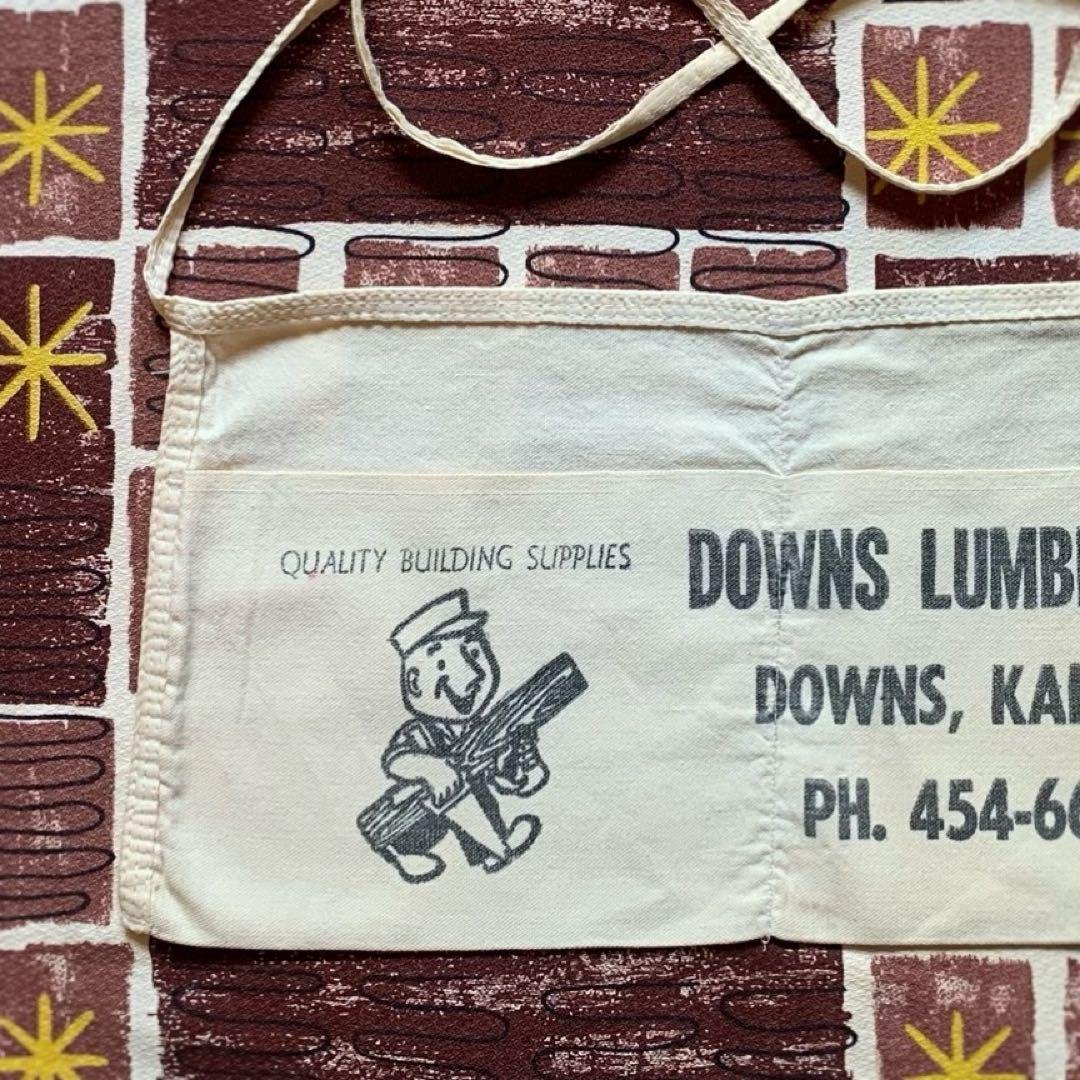 QUALITY BUILDING SUPPLIES
DOWNS LUMB
DOWNS, KA
PH. 454-6